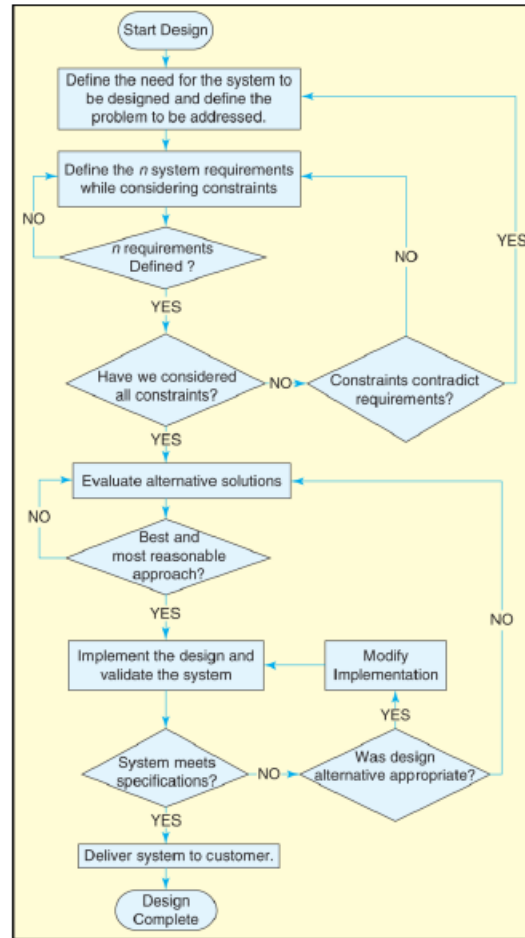 Start Design
Define the need for the system to
be designed and define the
problem to be addressed.
Define the n system requirements
while considering constraints
NO
n requirements
Defined ?
NO
YES
YES
Have we considered
all constraints?
NO
Constraints contradict
requirements?
YES
Evaluate alternative solutions
NO
Best and
most reasonable
approach?
NO
YES
Implement the design and
validate the system
Modify
Implementation
YES
System meets
specifications?
NO
Was design
alternative appropriate?
YES
Deliver system to customer.
Design
Complete